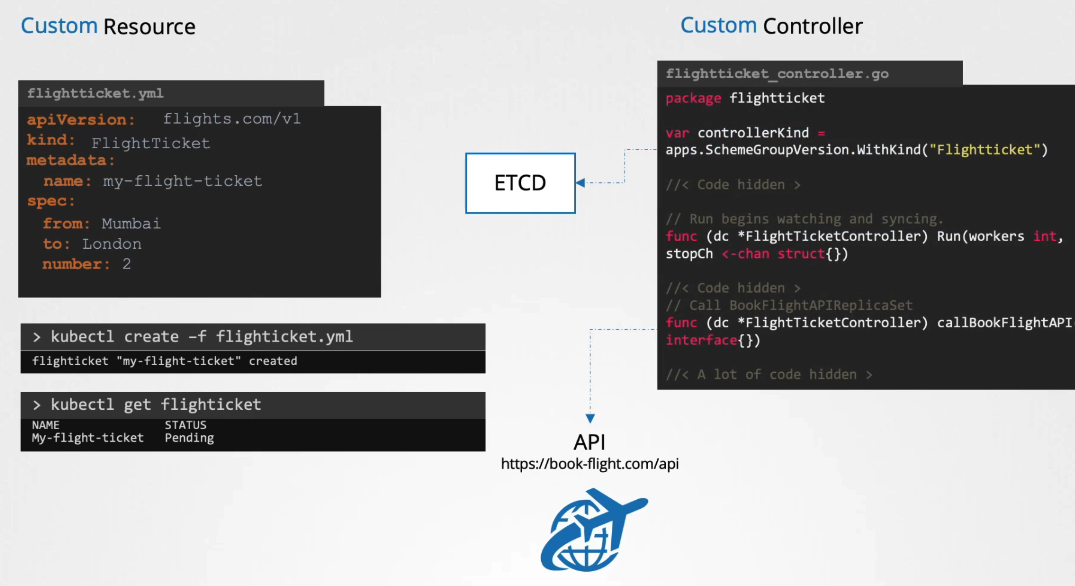 Custom Resource
flightticket.yml
apiVersion: flights.com/v1
kind: FlightTicket
metadata:
name: my-flight-ticket
spec:
from: Mumbai
to: London
number: 2
> kubectl create –f flighticket.yml
flighticket "my-flight-ticket" created
> kubectl get flighticket
NAME STATUS
My-flight-ticket Pending
ETCD
API
https://book-flight.com/api
Custom Controller
flightticket_controller.go
package flightticket
var controllerKind =
apps.SchemeGroupVersion.WithKind("Flightticket")
//< Code hidden >
// Run begins watching and syncing.
func (dc *FlightTicketController) Run(workers int,
stopCh <-chan struct{})
//< Code hidden >
// Call BookFlightAPIReplicaSet
func (dc *FlightTicketController) callBookFlightAPI
interface{})
//< A lot of code hidden >